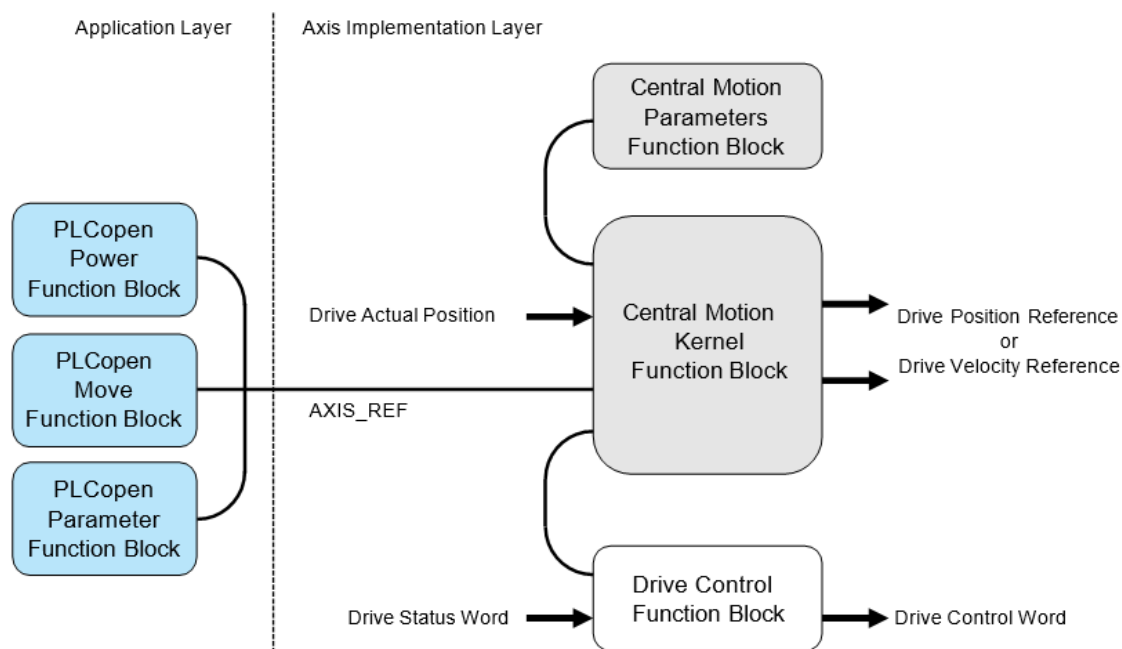 Application Layer
Axis Implementation Layer
Central Motion
Parameters
Function Block
PLCopen
Power
Function Block
PLCopen
Move
Function Block
PLCopen
Parameter
Function Block
AXIS_REF
Drive Actual Position
Central Motion
Kernel
Function Block
Drive Position Reference
or
Drive Velocity Reference
Drive Status Word
Drive Control
Function Block
Drive Control Word